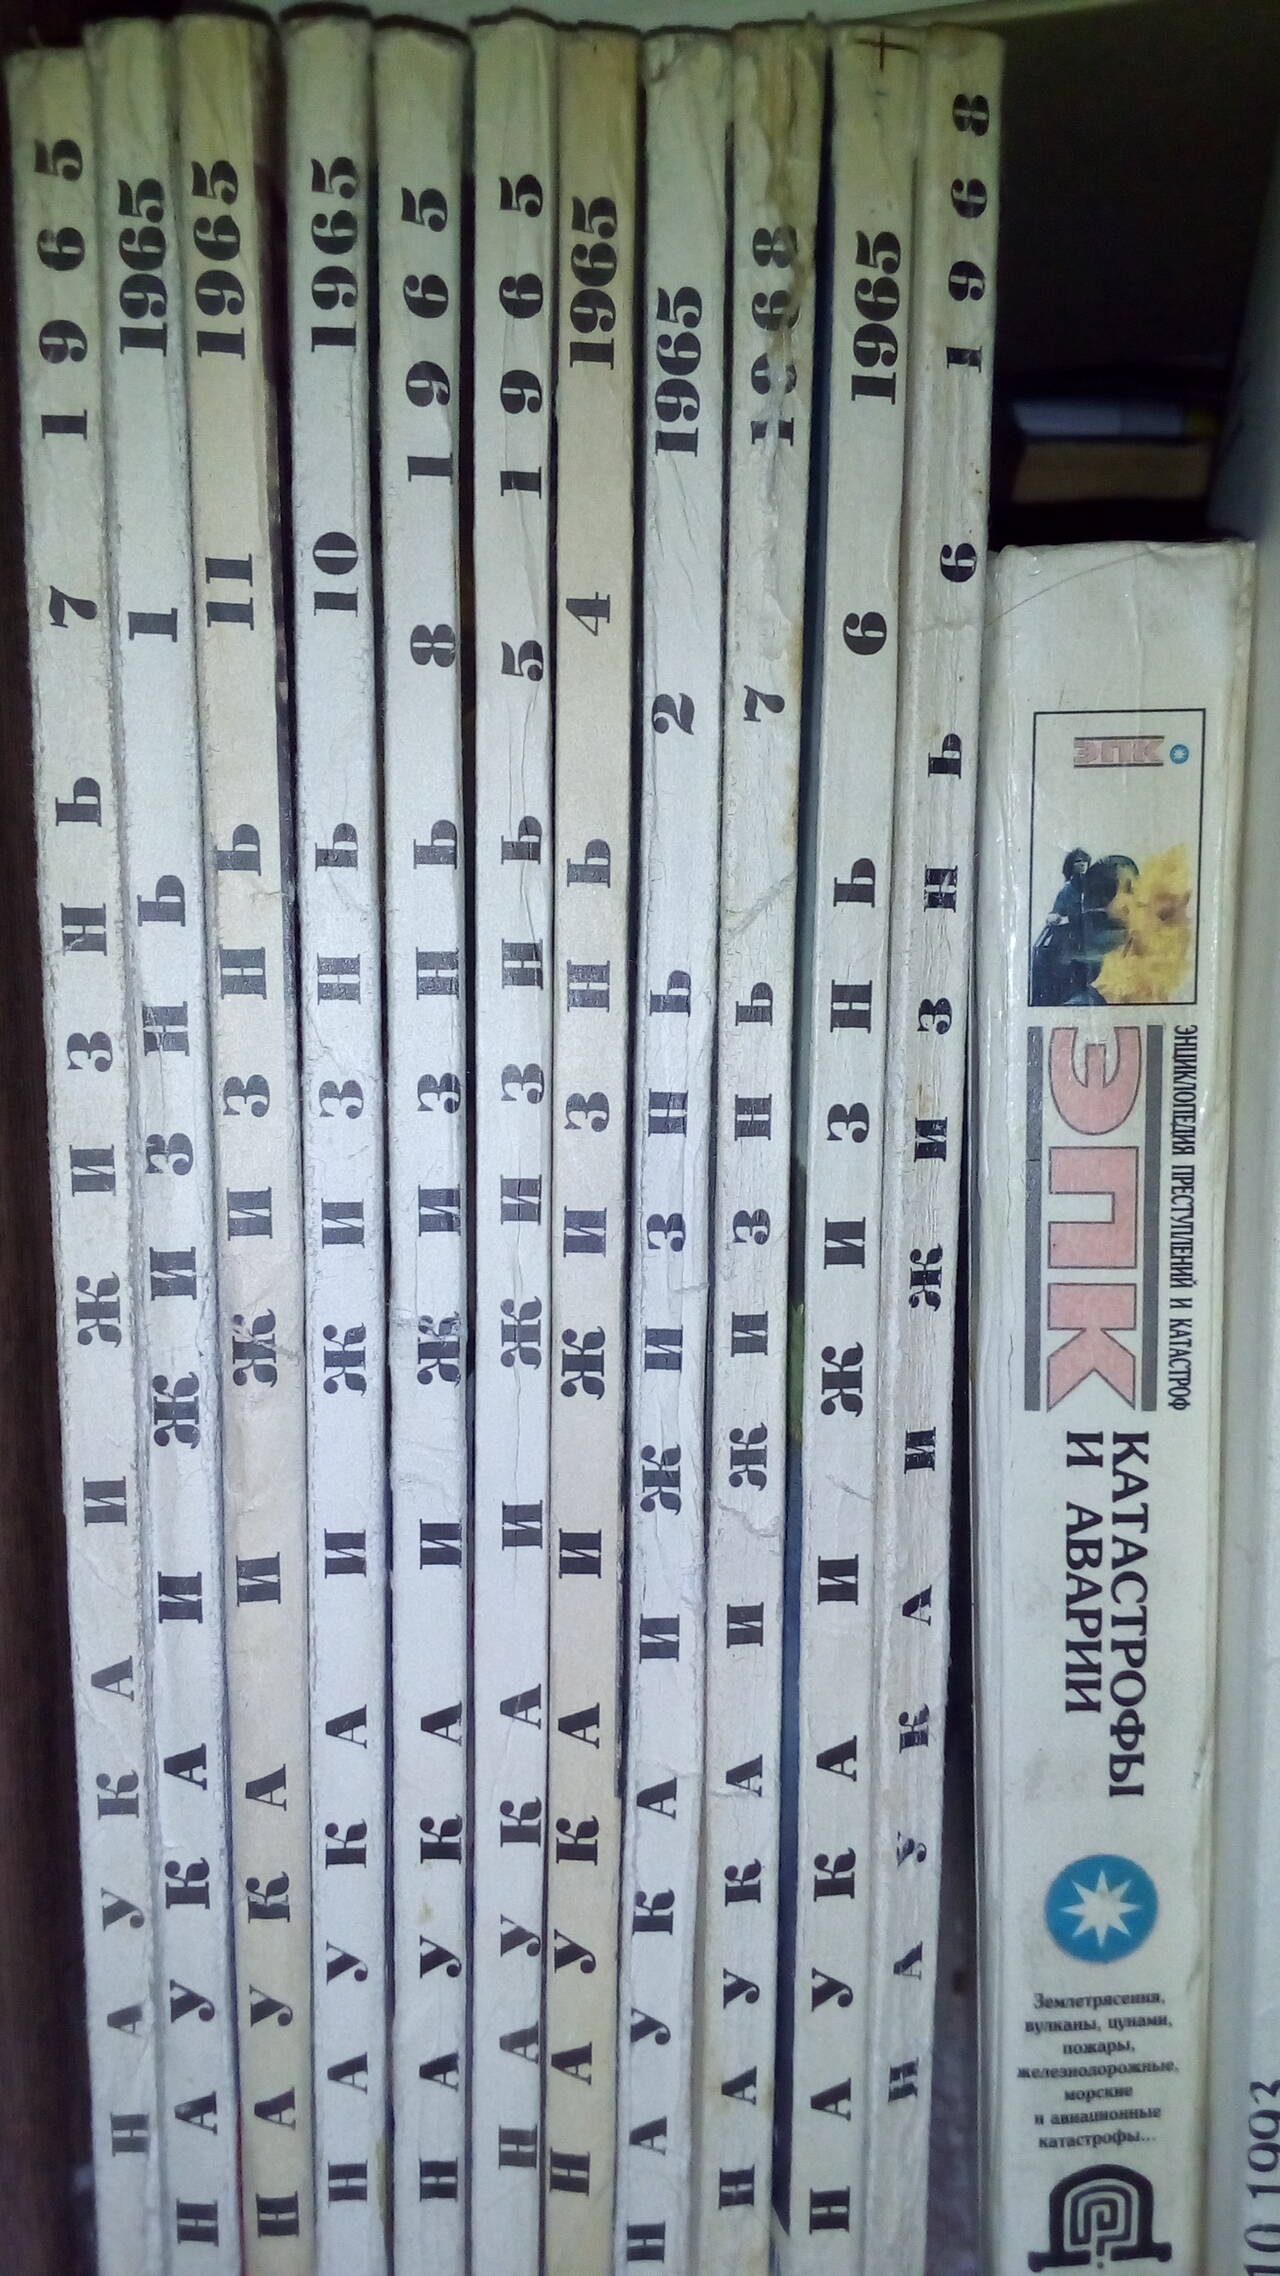 НАУКА И ЖИЗНЬ 7 1965
НАУКА И ЖИЗНЬ 1 1965
НАУКА И ЖИЗНЬ 11 1965
НАУКА И ЖИЗНЬ 10 1965
НАУКА И ЖИЗНЬ 8 1965
НАУКА И ЖИЗНЬ 5 1965
НАУКА И ЖИЗНЬ 4 1965
НАУКА И ЖИЗНЬ 2 1965
НАУКА И ЖИЗНЬ 7 1968
НАУКА И ЖИЗНЬ 6 1965
НАУКА И ЖИЗНЬ 6 1968
ЭПК
ЭНЦИКЛОПЕДИЯ ПРЕСТУПЛЕНИЙ И КАТАСТРОФ
ЭПК
КАТАСТРОФЫ
И АВАРИИ
Землетрясения,
вулканы, цунами,
пожары,
железнодорожные,
морские
и авиационные
катастрофы...
10 1993